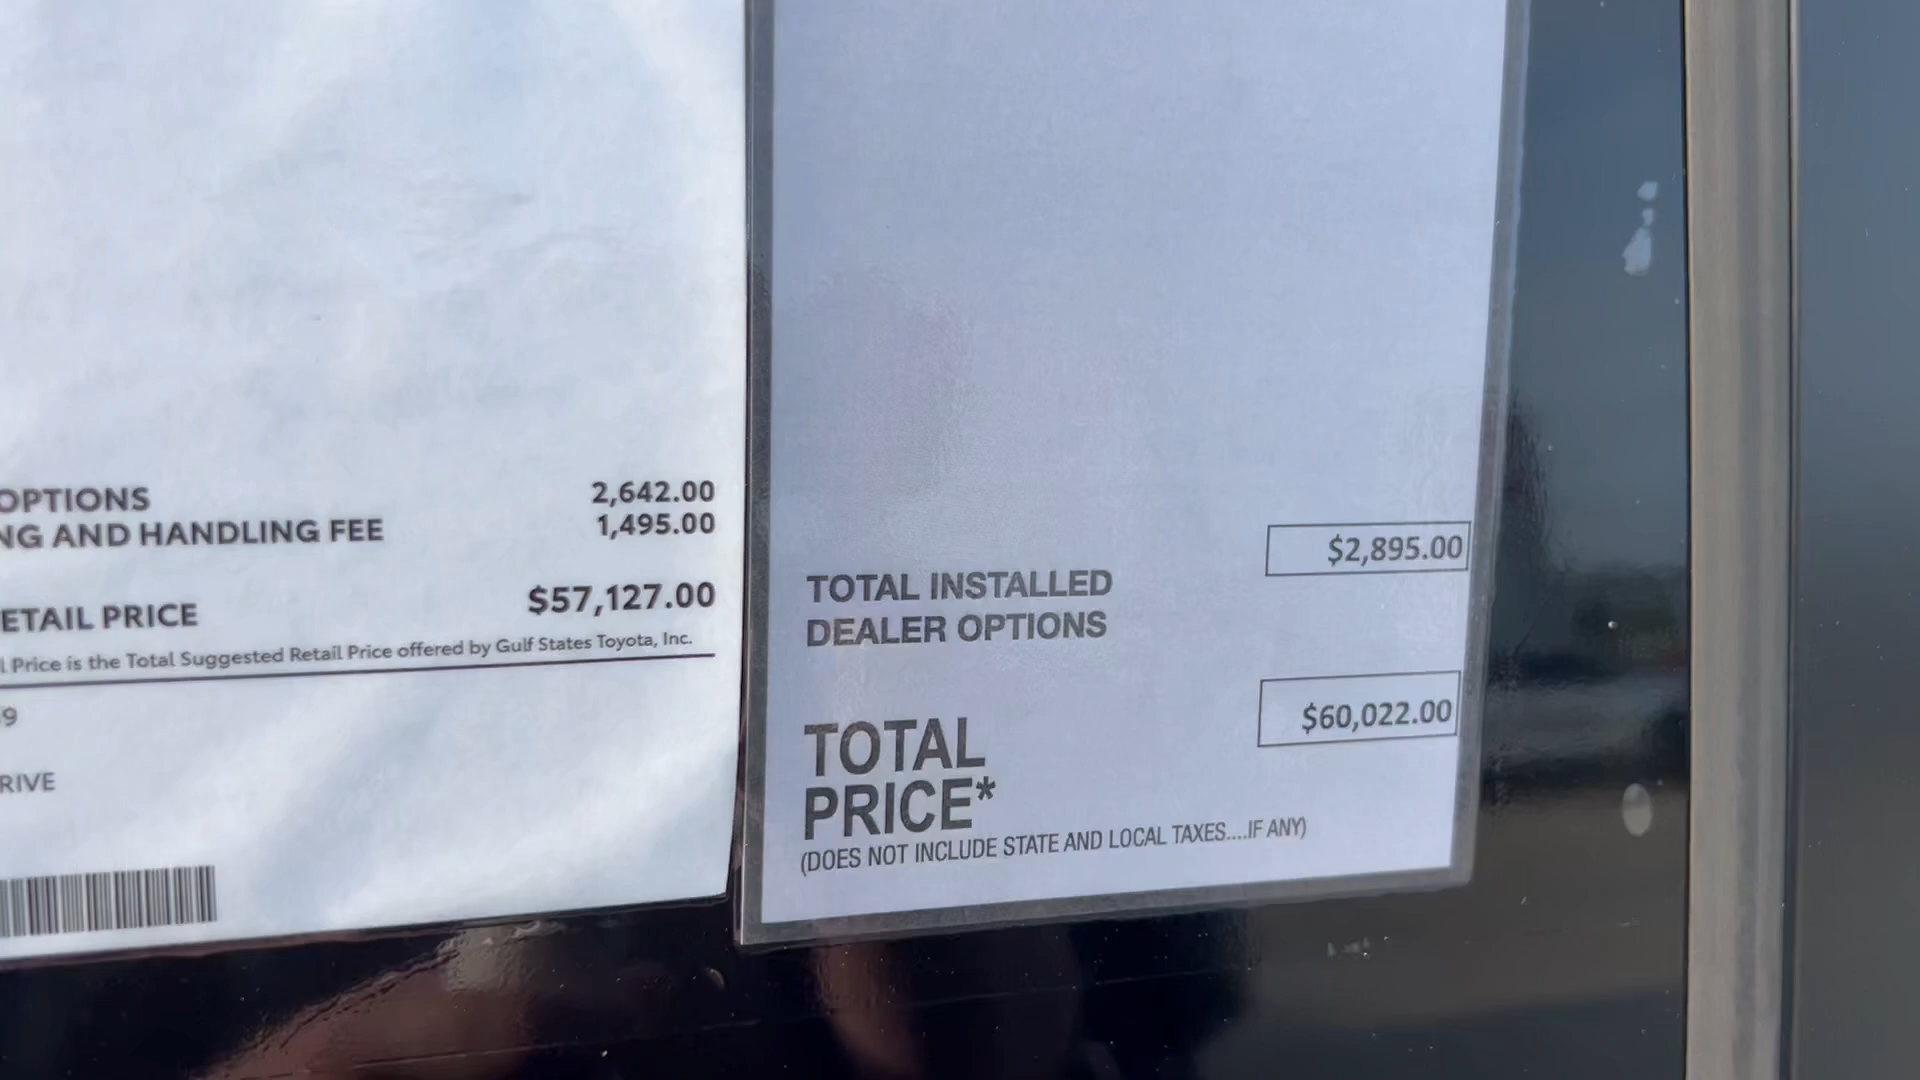 OPTIONS 2,642.00
NG AND HANDLING FEE 1,495.00
ETAIL PRICE $57,127.00
l Price is the Total Suggested Retail Price offered by Gulf States Toyota, Inc.
9
RIVE
$2,895.00
TOTAL INSTALLED
DEALER OPTIONS
$60,022.00
TOTAL
PRICE*
(DOES NOT INCLUDE STATE AND LOCAL TAXES....IF ANY)